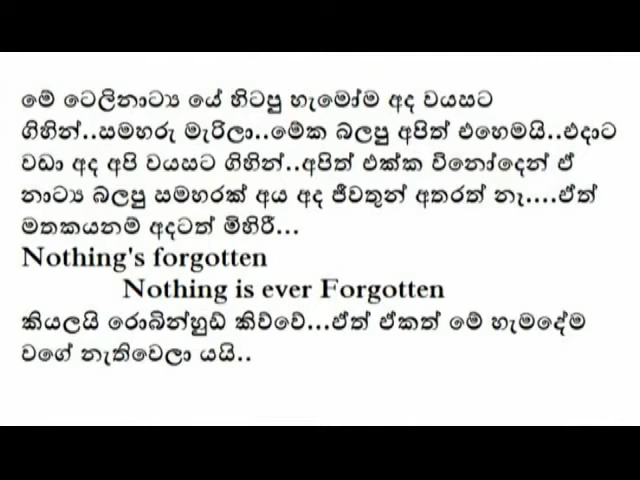 මේ ටෙලිනාට්‍ය යේ හිටපු හැමෝම අද වයසට
ගිහින්..සමහරු මැරිලා..මේක බලපු අපිත් එහෙමයි..එදාට
වඩා අද අපි වයසට ගිහින්..අපිත් එක්ක විනෝදෙන් ඒ
නාට්‍ය බලපු සමහරක් අය අද ජීවතුන් අතරත් නෑ....ඒත්
මතකයනම් අදටත් මිහිරී...
Nothing's forgotten
Nothing is ever Forgotten
කියලයි රොබින්හුඩ් කිව්වේ...ඒත් ඒකත් මේ හැමදේම
වගේ නැතිවෙලා යයි..